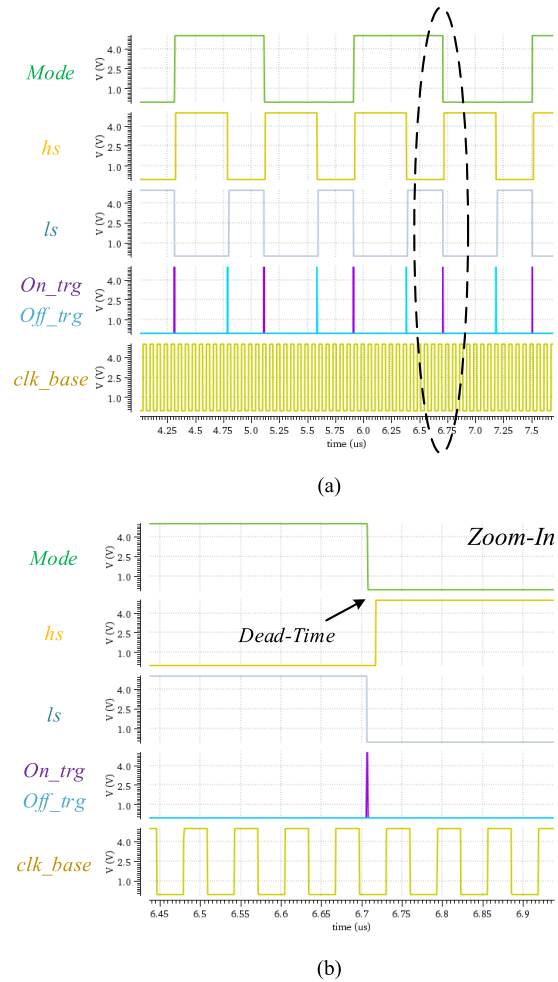 Mode
V (V)
4.0
2.5
1.0
hs
V (V)
4.0
2.5
1.0
ls
V (V)
4.0
2.5
1.0
On_trg
Off_trg
V (V)
4.0
2.5
1.0
clk_base
V (V)
4.0
2.5
1.0
4.25 4.5 4.75 5.0 5.25 5.5 5.75 6.0 6.25 6.5 6.75 7.0 7.25 7.5
time (us)
(a)
Zoom-In
Mode
V (V)
4.0
2.5
1.0
Dead-Time
hs
V (V)
4.0
2.5
1.0
ls
V (V)
4.0
2.5
1.0
On_trg
Off_trg
V (V)
4.0
2.5
1.0
clk_base
V (V)
4.0
2.5
1.0
6.45 6.5 6.55 6.6 6.65 6.7 6.75 6.8 6.85 6.9
time (us)
(b)